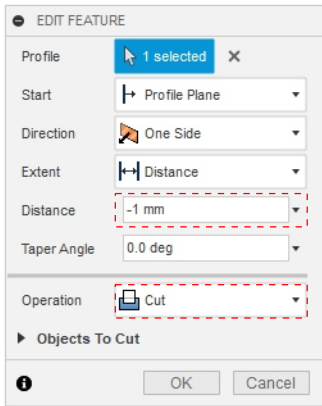 EDIT FEATURE
Profile 1 selected
Start Profile Plane
Direction One Side
Extent Distance
Distance -1 mm
Taper Angle 0.0 deg
Operation Cut
Objects To Cut
OK Cancel